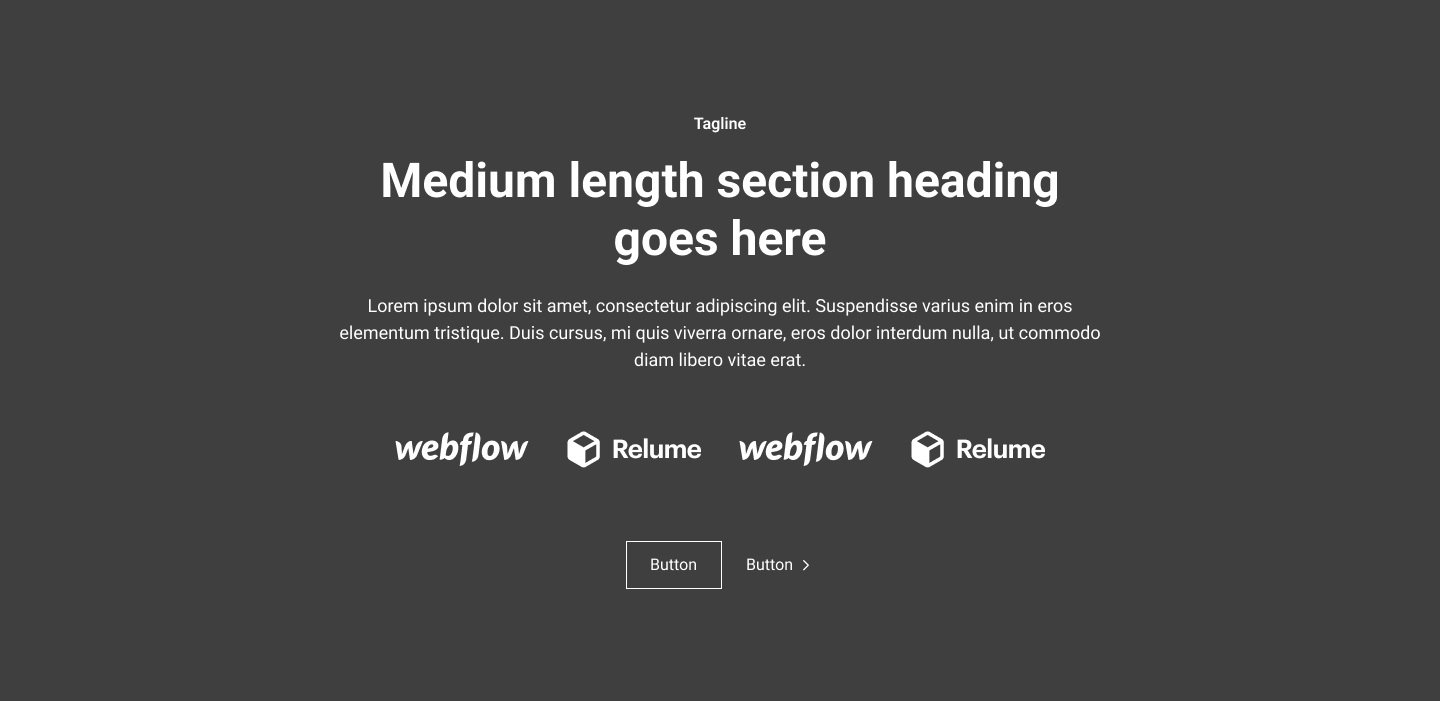 Tagline
Medium length section heading
goes here
Lorem ipsum dolor sit amet, consectetur adipiscing elit. Suspendisse varius enim in eros
elementum tristique. Duis cursus, mi quis viverra ornare, eros dolor interdum nulla, ut commodo
diam libero vitae erat.
webflow Relume webflow Relume
Button Button